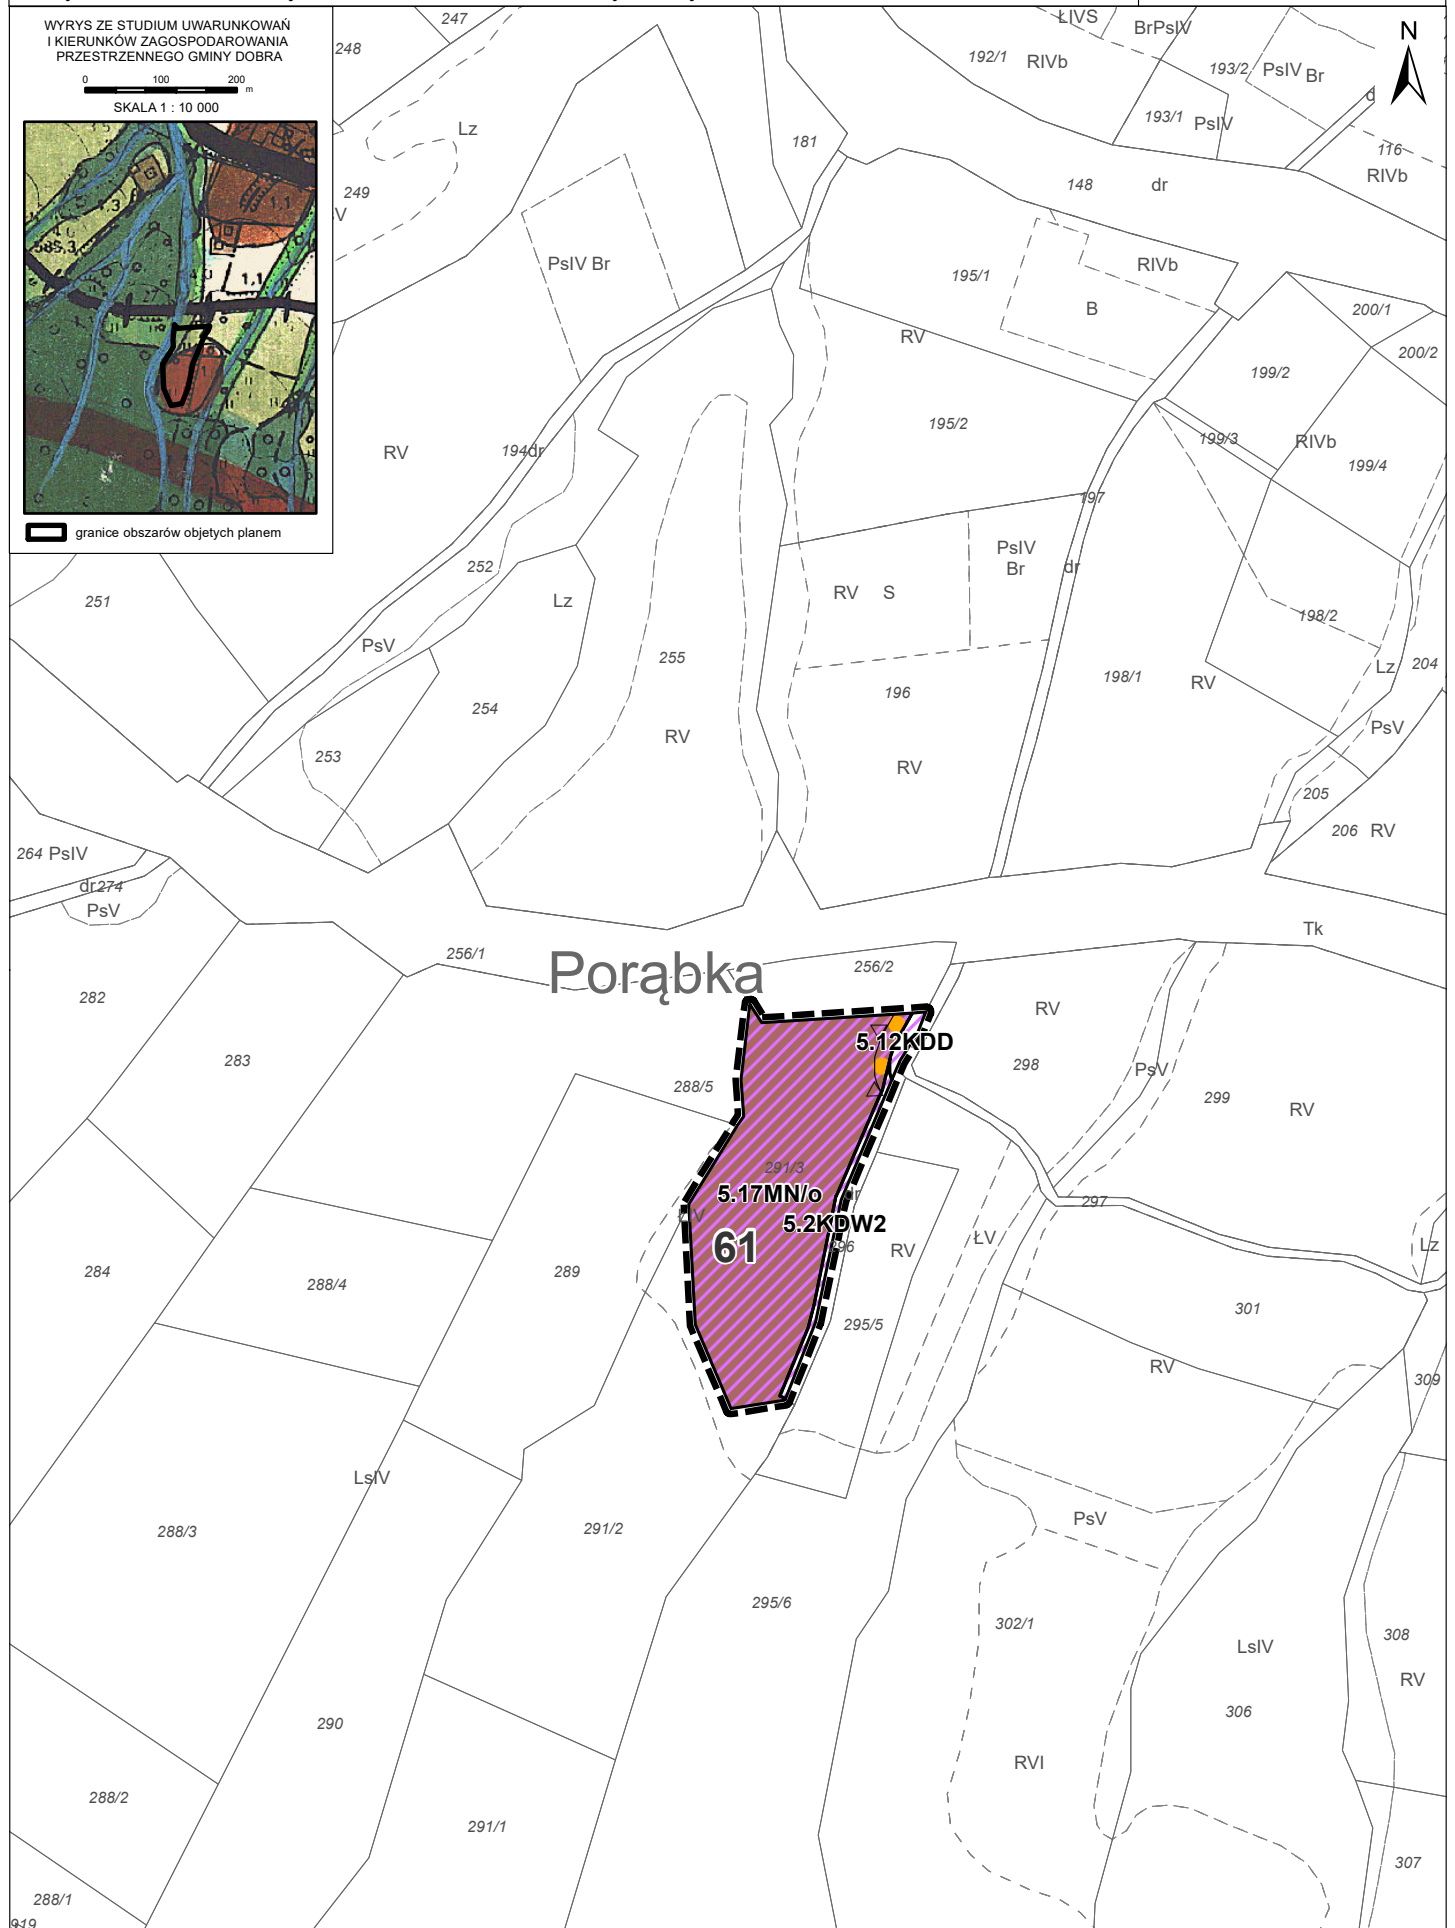 WYRYS ZE STUDIUM UWARUNKOWAŃ
I KIERUNKÓW ZAGOSPODAROWANIA
PRZESTRZENNEGO GMINY DOBRA
0 100 200 m
SKALA 1 : 10 000
granice obszarów objętych planem
N
247
248
249
Lz
181
ŁIVS
BrPsIV
192/1 RIVb
193/2 PsIV Br
193/1 PsIV
116
RIVb
148 dr
PsIV Br
195/1
RIVb
B
RV
200/1
200/2
199/2
195/2
199/3
RIVb
199/4
RV
194dr
197
252
PsIV
Br
dr
251
Lz
RV S
198/2
PsV
255
Lz 204
196
198/1
RV
254
RV
PsV
253
RV
205
206 RV
264 PsIV
dr274
PsV
Tk
256/1
Porąbka
256/2
282
RV
283
5.12KDD
298
PsV
288/5
299
RV
291/3
5.17MN/o
dr
297
5.2KDW2
61
296
RV
ŁV
Lz
284
288/4
289
301
295/5
RV
309
LsIV
288/3
291/2
PsV
295/6
302/1
LsIV
308
RV
290
306
RVI
288/2
291/1
307
288/1
919